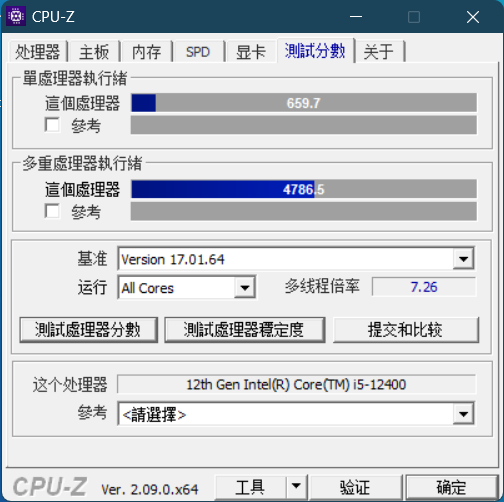 CPU-Z
处理器 主板 内存 SPD 显卡 測試分數 关于
單處理器執行緒
這個處理器 659.7
參考
多重處理器執行緒
這個處理器 4786.5
參考
基准 Version 17.01.64
运行 All Cores 多线程倍率 7.26
測試處理器分數 測試處理器穩定度 提交和比较
这个处理器 12th Gen Intel(R) Core(TM) i5-12400
參考 <請選擇>
CPU-Z Ver. 2.09.0.x64 工具 验证 确定